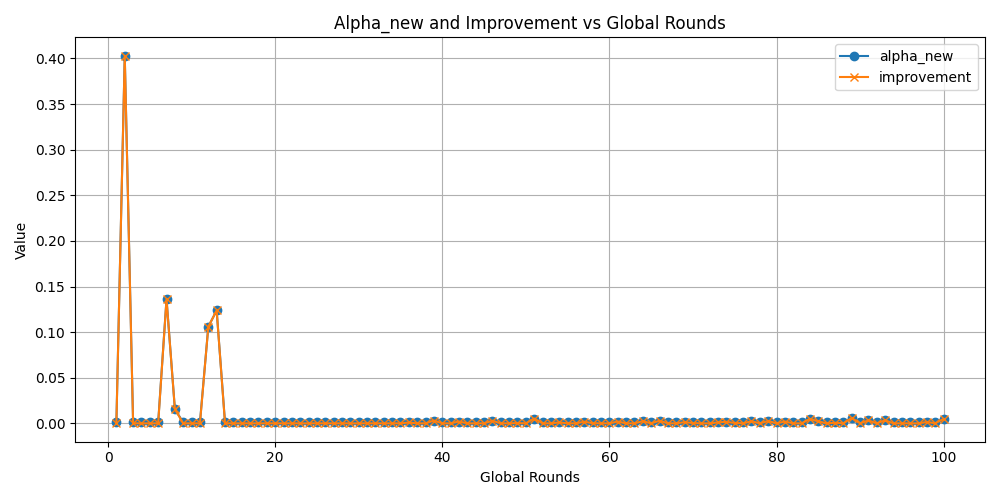 Alpha_new and Improvement vs Global Rounds
alpha_new
improvement
0.40
0.35
0.30
0.25
0.20
0.15
0.10
0.05
0.00
Value
0 20 40 60 80 100
Global Rounds